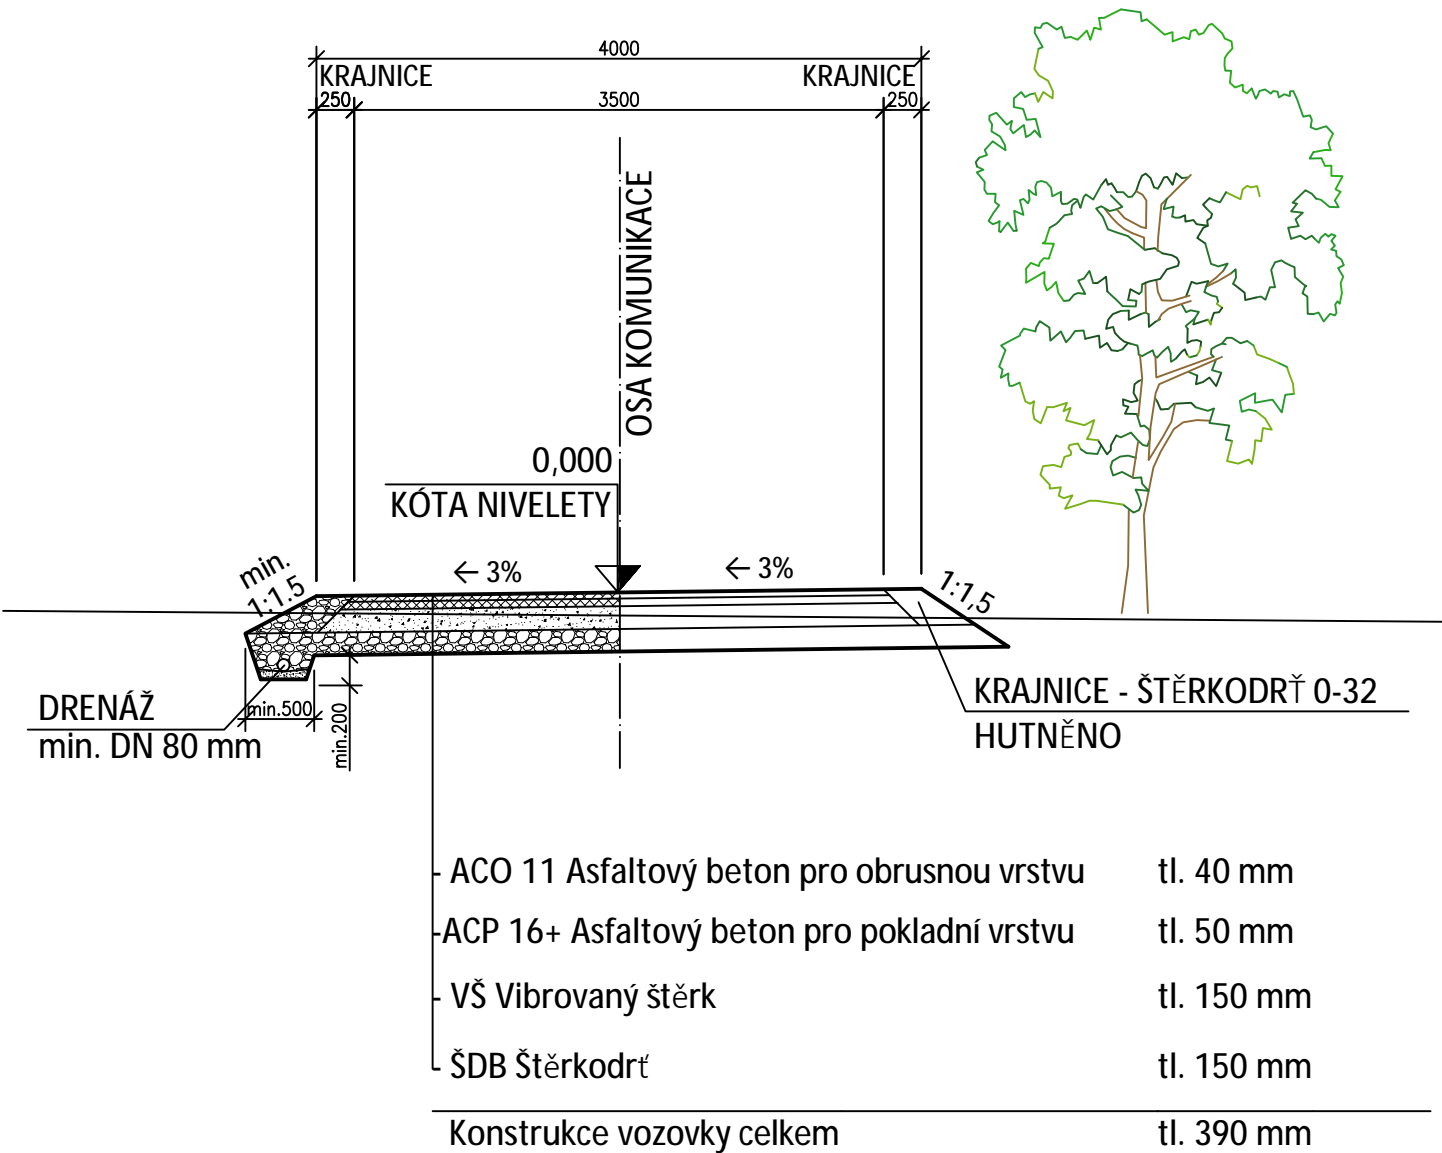 4000
KRAJNICE KRAJNICE
250 3500 250
OSA KOMUNIKACE
0,000
KÓTA NIVELETY
min.
1:1.5
← 3% ← 3%
1:1,5
DRENÁŽ
min. DN 80 mm
min.500
min.200
KRAJNICE - ŠTĚRKODRŤ 0-32
HUTNĚNO
- ACO 11 Asfaltový beton pro obrusnou vrstvu tl. 40 mm
-ACP 16+ Asfaltový beton pro pokladní vrstvu tl. 50 mm
- VŠ Vibrovaný štěrk tl. 150 mm
- ŠDB Štěrkodrť tl. 150 mm
Konstrukce vozovky celkem tl. 390 mm